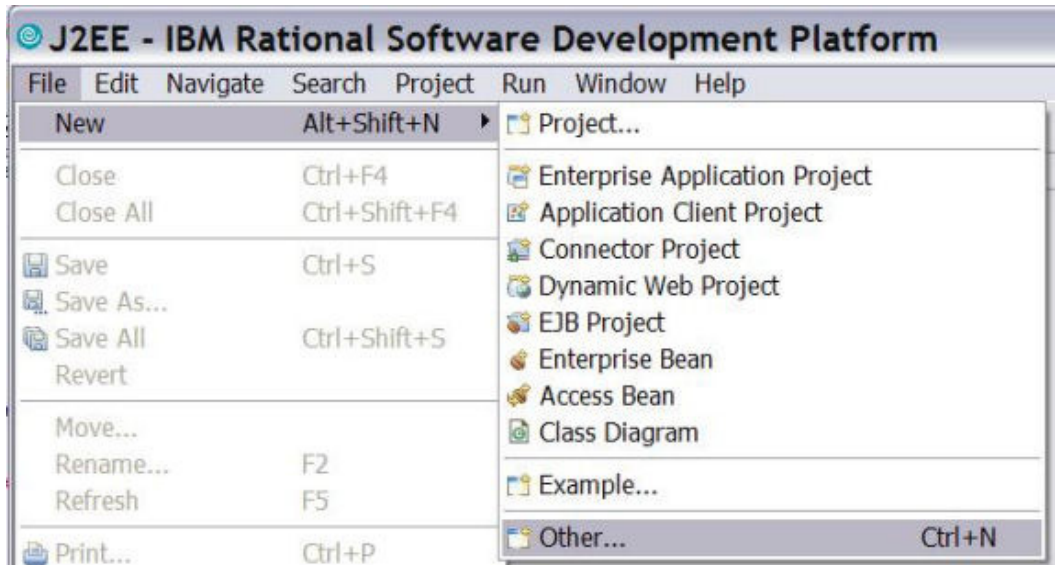 J2EE - IBM Rational Software Development Platform
File Edit Navigate Search Project Run Window Help
New Alt+Shift+N
Close Ctrl+F4
Close All Ctrl+Shift+F4
Save Ctrl+S
Save As...
Save All Ctrl+Shift+S
Revert
Move...
Rename... F2
Refresh F5
Print... Ctrl+P
Project...
Enterprise Application Project
Application Client Project
Connector Project
Dynamic Web Project
EJB Project
Enterprise Bean
Access Bean
Class Diagram
Example...
Other... Ctrl+N